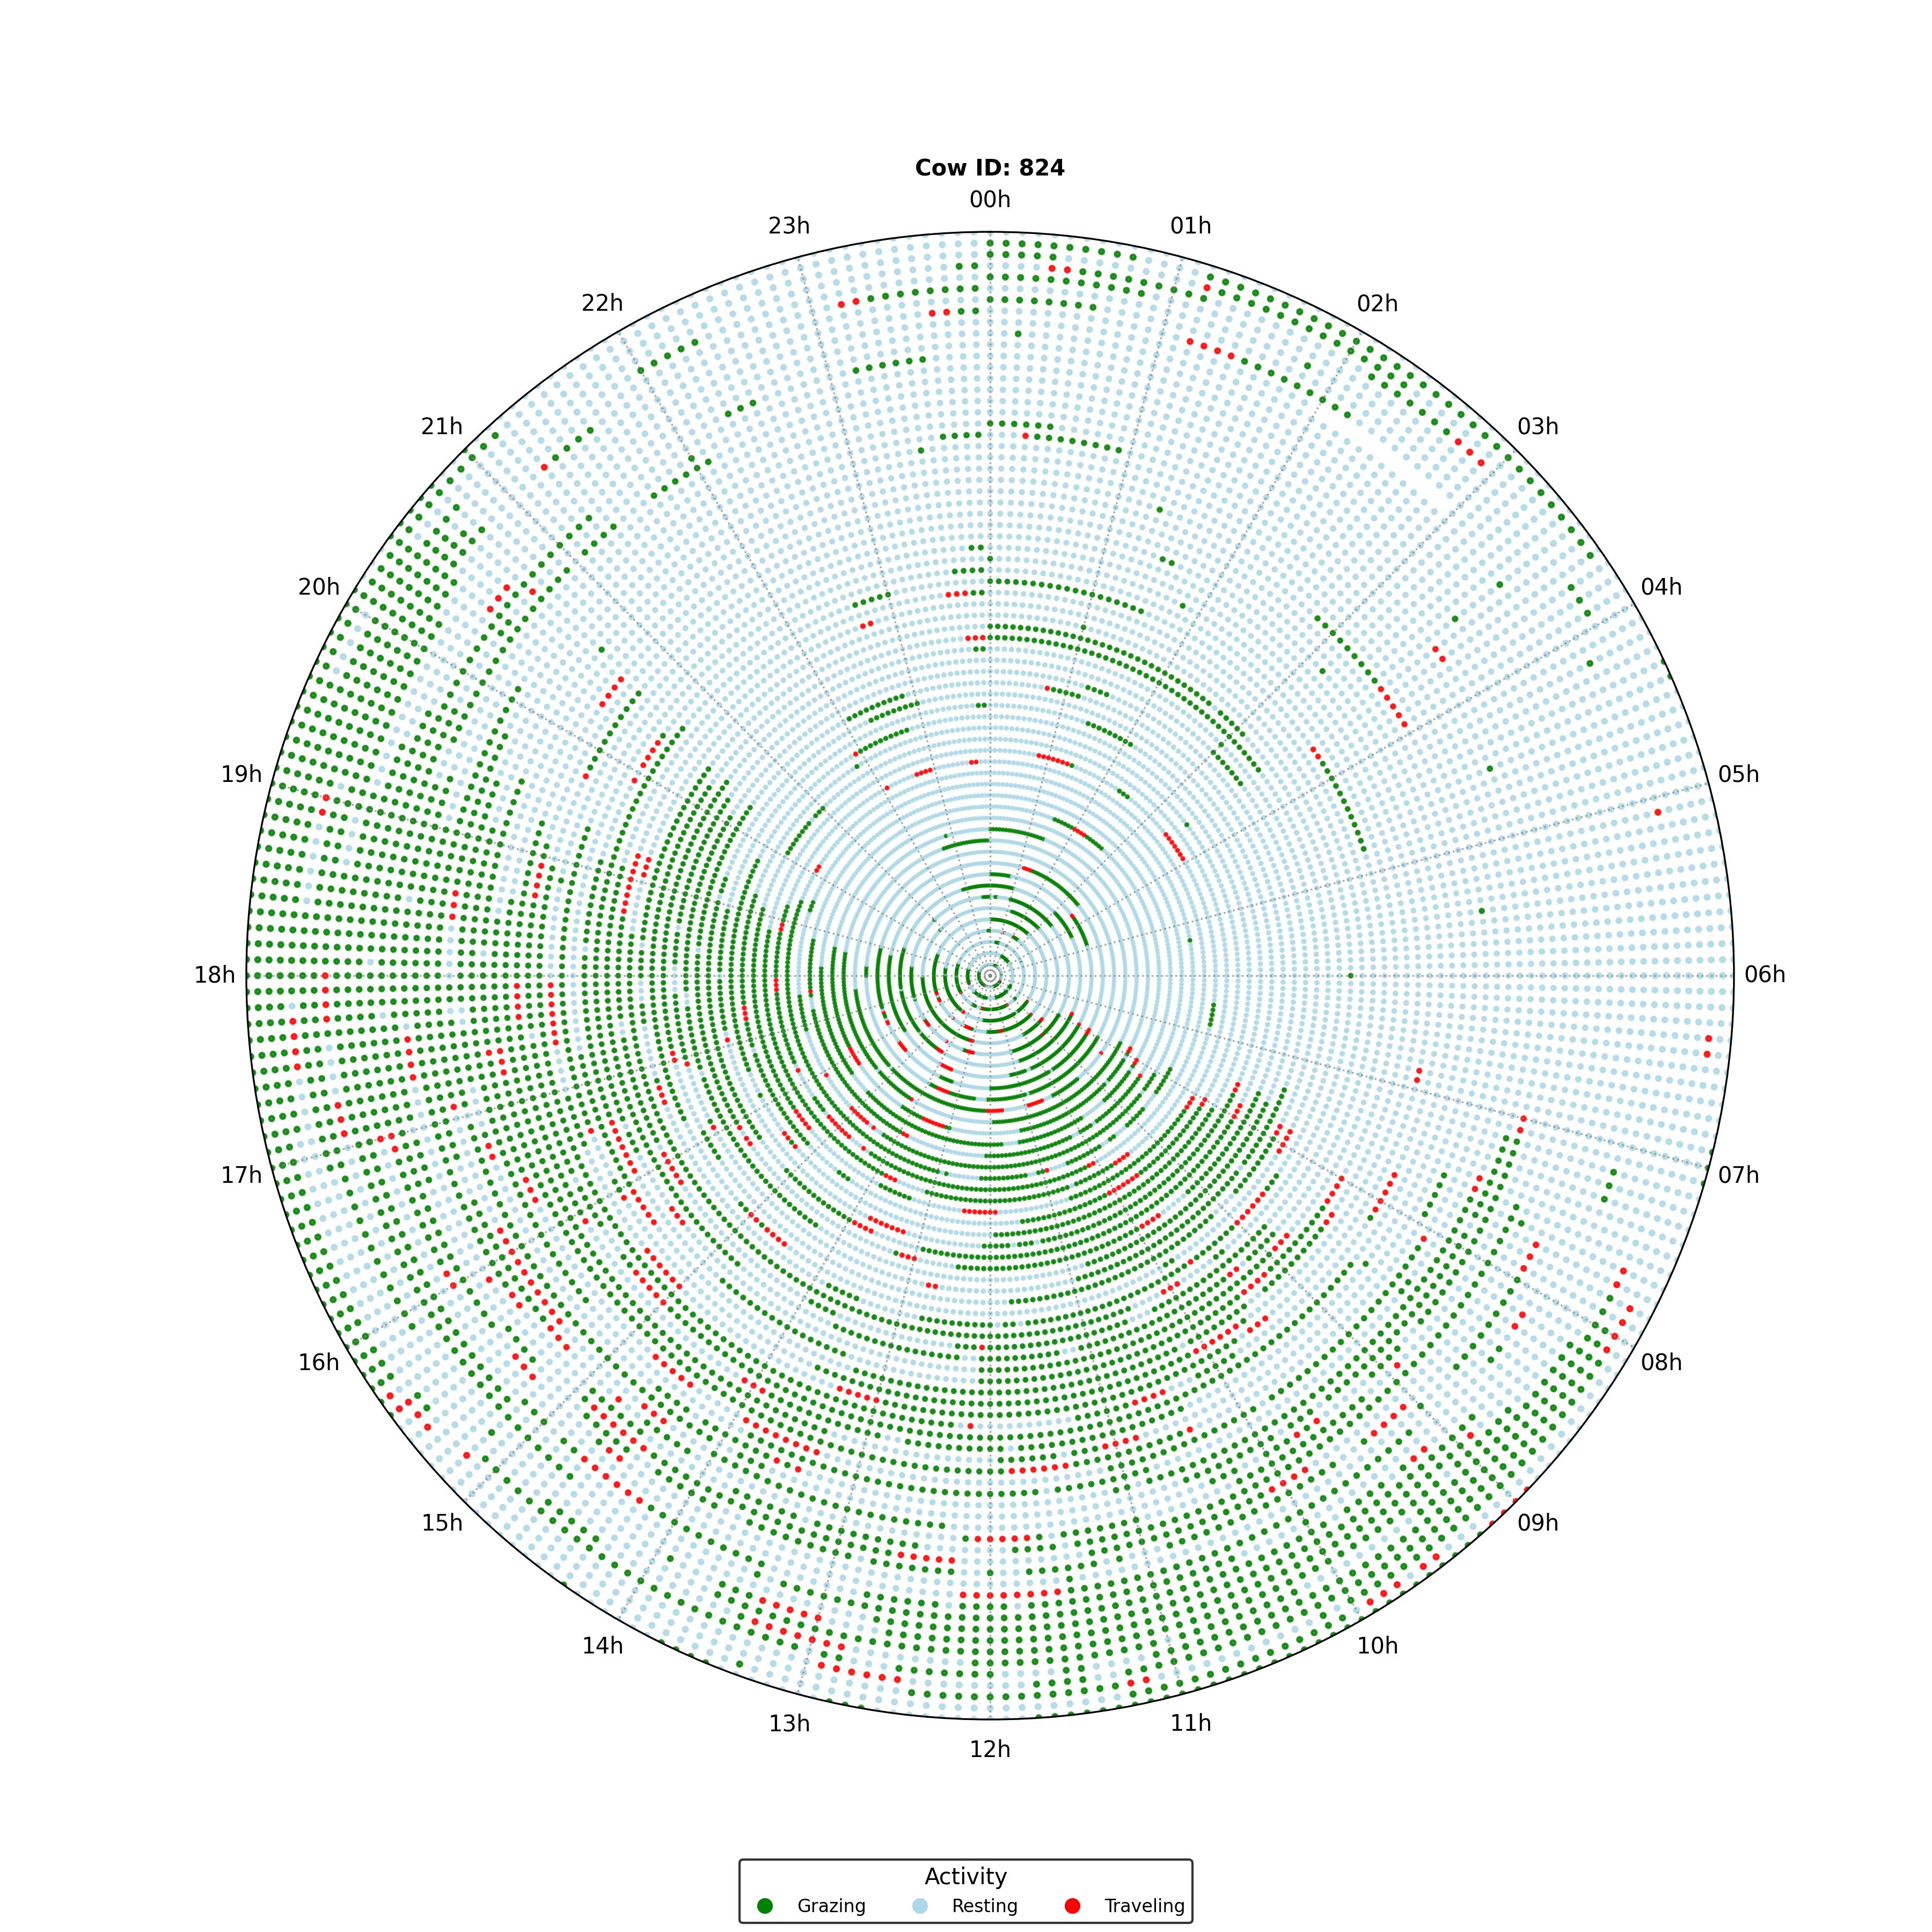 Cow ID: 824
00h
01h
02h
03h
04h
05h
06h
07h
08h
09h
10h
11h
12h
13h
14h
15h
16h
17h
18h
19h
20h
21h
22h
23h
Activity
Grazing Resting Traveling